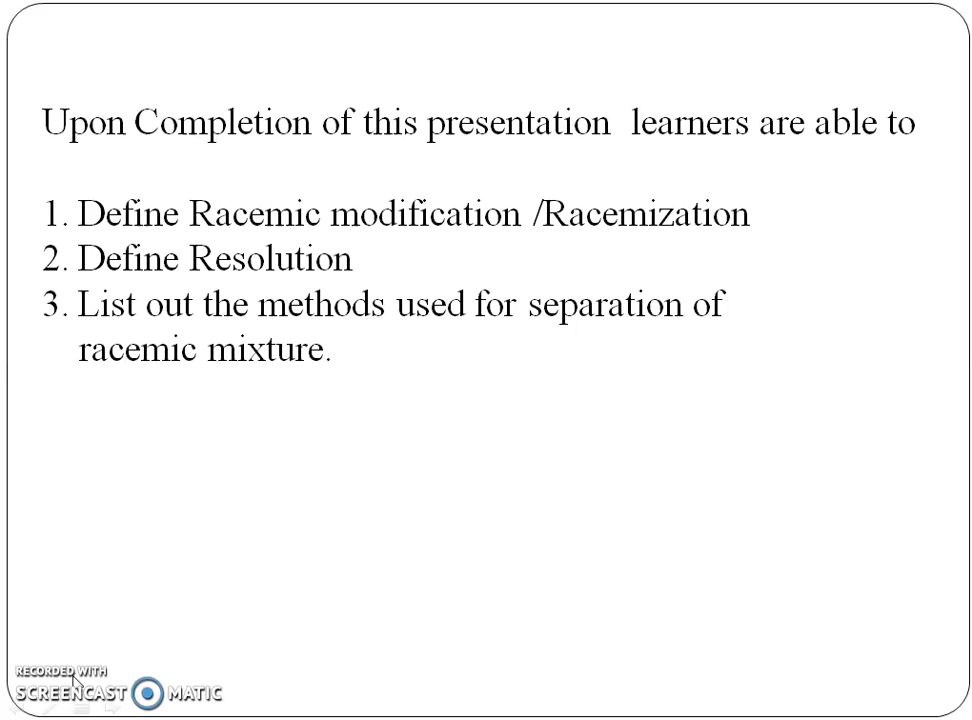 Upon Completion of this presentation learners are able to
1. Define Racemic modification /Racemization
2. Define Resolution
3. List out the methods used for separation of
racemic mixture.
RECORDED WITH
SCREENCAST MATIC